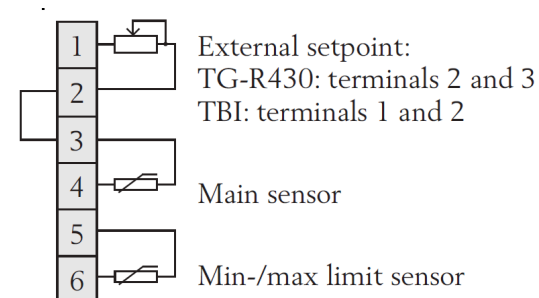 1
External setpoint:
2
TG-R430: terminals 2 and 3
TBI: terminals 1 and 2
3
4
Main sensor
5
6
Min-/max limit sensor